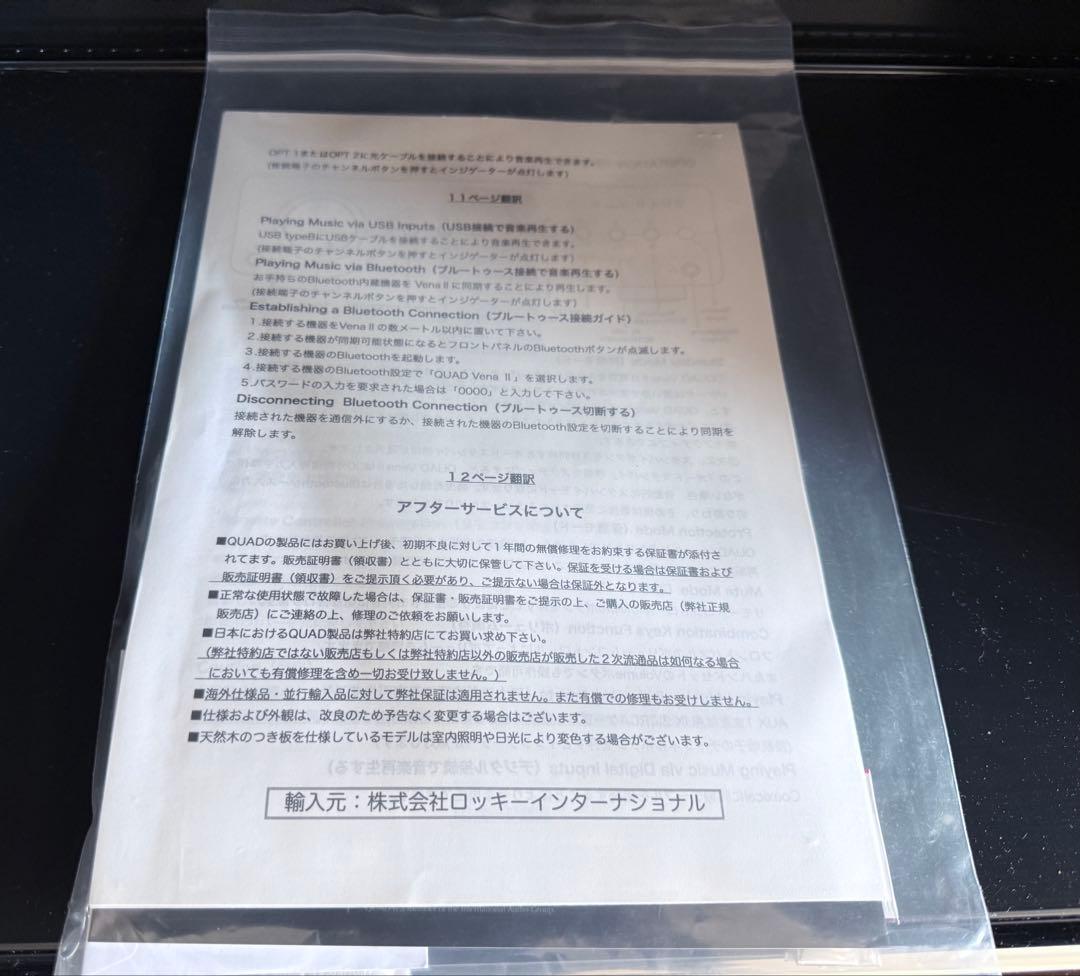 OPT 1またはOPT 2に光ケーブルを接続することにより音楽再生できます。
(接続端子のチャンネルボタンを押すとインジゲーターが点灯します)
１１ページ翻訳
Playing Music via USB Inputs（USB接続で音楽再生する）
USB typeBにUSBケーブルを接続することにより音楽再生できます。
(接続端子のチャンネルボタンを押すとインジゲーターが点灯します)
Playing Music via Bluetooth（ブルートゥース接続で音楽再生する）
お手持ちのBluetooth内蔵機器を Vena Ⅱ に同期することにより再生します。
(接続端子のチャンネルボタンを押すとインジゲーターが点灯します)
Establishing a Bluetooth Connection（ブルートゥース接続ガイド）
１.接続する機器をVena Ⅱ の数メートル以内に置いて下さい。
２.接続する機器が同期可能状態になるとフロントパネルのBluetoothボタンが点滅します。
３.接続する機器のBluetoothを起動します。
４.接続する機器のBluetooth設定で「QUAD Vena Ⅱ」を選択します。
５.パスワードの入力を要求された場合は「0000」と入力して下さい。
Disconnecting Bluetooth Connection（ブルートゥース切断する）
接続された機器を通信外にするか、接続された機器のBluetooth設定を切断することにより同期を
解除します。
１２ページ翻訳
アフターサービスについて
■QUADの製品にはお買い上げ後、初期不良に対して１年間の無償修理をお約束する保証書が添付さ
れてます。販売証明書（領収書）とともに大切に保管して下さい。保証を受ける場合は保証書および
販売証明書（領収書）をご提示頂く必要があり、ご提示ない場合は保証外となります。
■正常な使用状態で故障した場合は、保証書・販売証明書をご提示の上、ご購入の販売店（弊社正規
販売店）にご連絡の上、修理のご依頼をお願いします。
■日本におけるQUAD製品は弊社特約店にてお買い求め下さい。
（弊社特約店ではない販売店もしくは弊社特約店以外の販売店が販売した２次流通品は如何なる場合
においても有償修理を含め一切お受け致しません。）
■海外仕様品・並行輸入品に対して弊社保証は適用されません。また有償での修理もお受けしません。
■仕様および外観は、改良のため予告なく変更する場合はございます。
■天然木のつき板を仕様しているモデルは室内照明や日光により変色する場合がございます。
輸入元：株式会社ロッキーインターナショナル
QUAD is a member of the International Audio Group.